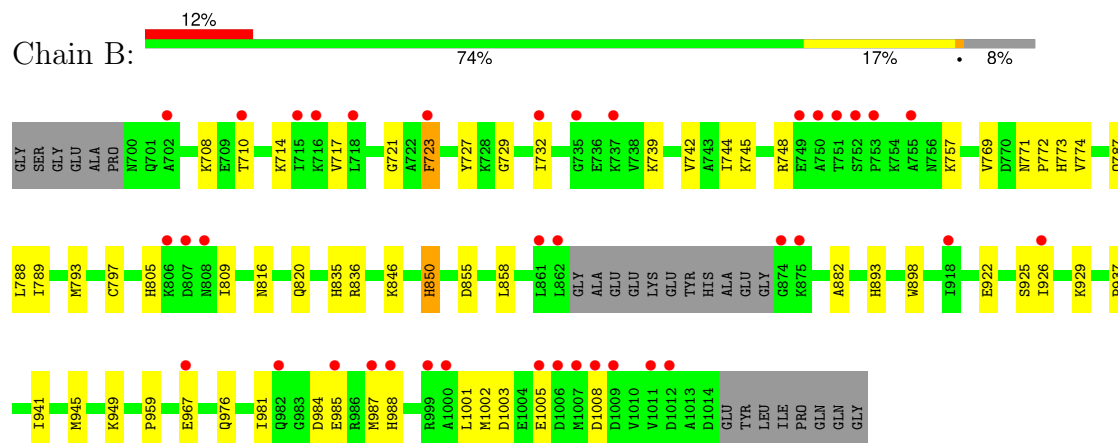 12%
Chain B:
74% 17% • 8%
GLY SER GLY GLU ALA PRO N700 Q701 A702 K708 E709 T710 K714 I715 K716 V717 L718 G721 A722 F723 Y727 K728 G729 I732 G735 E736 K737 V738 K739 V742 A743 I744 K745 R748 E749 A750 T751 S752 P753 K754 A755 N756 K757 V769 D770 N771 P772 H773 V774
L788 I789 M793 C797 H805 K806 D807 N808 I809 N816 Q820 H835 R836 K846 H850 D855 L858 L861 L862 GLY ALA GLU GLU LYS GLU TYR HIS ALA GLU GLY G874 K875 A882 H893 W898 I918 E922 S925 I926 K929
I941 M945 K949 P959 E967 Q976 I981 Q982 G983 D984 E985 R986 M987 H988 R999 A1000 L1001 M1002 D1003 E1004 E1005 D1006 M1007 D1008 D1009 V1010 V1011 D1012 A1013 D1014 GLU TYR LEU ILE PRO GLN GLN GLY